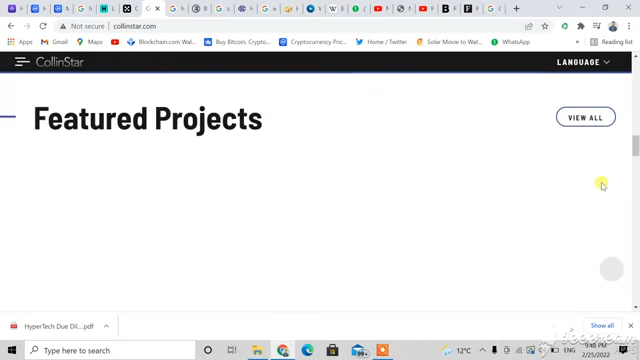 Not secure | collinstar.com
Apps Gmail Maps Blockchain.com Wal... Buy Bitcoin, Crypto... Cryptocurrency Pric... Home / Twitter Solar Movie to Wat... WhatsApp » Reading list
CollinStar LANGUAGE
Featured Projects VIEW ALL
HyperTech Due Dil....pdf Show all
Type here to search 99+ 12°C ENG 9:48 PM
2/25/2022